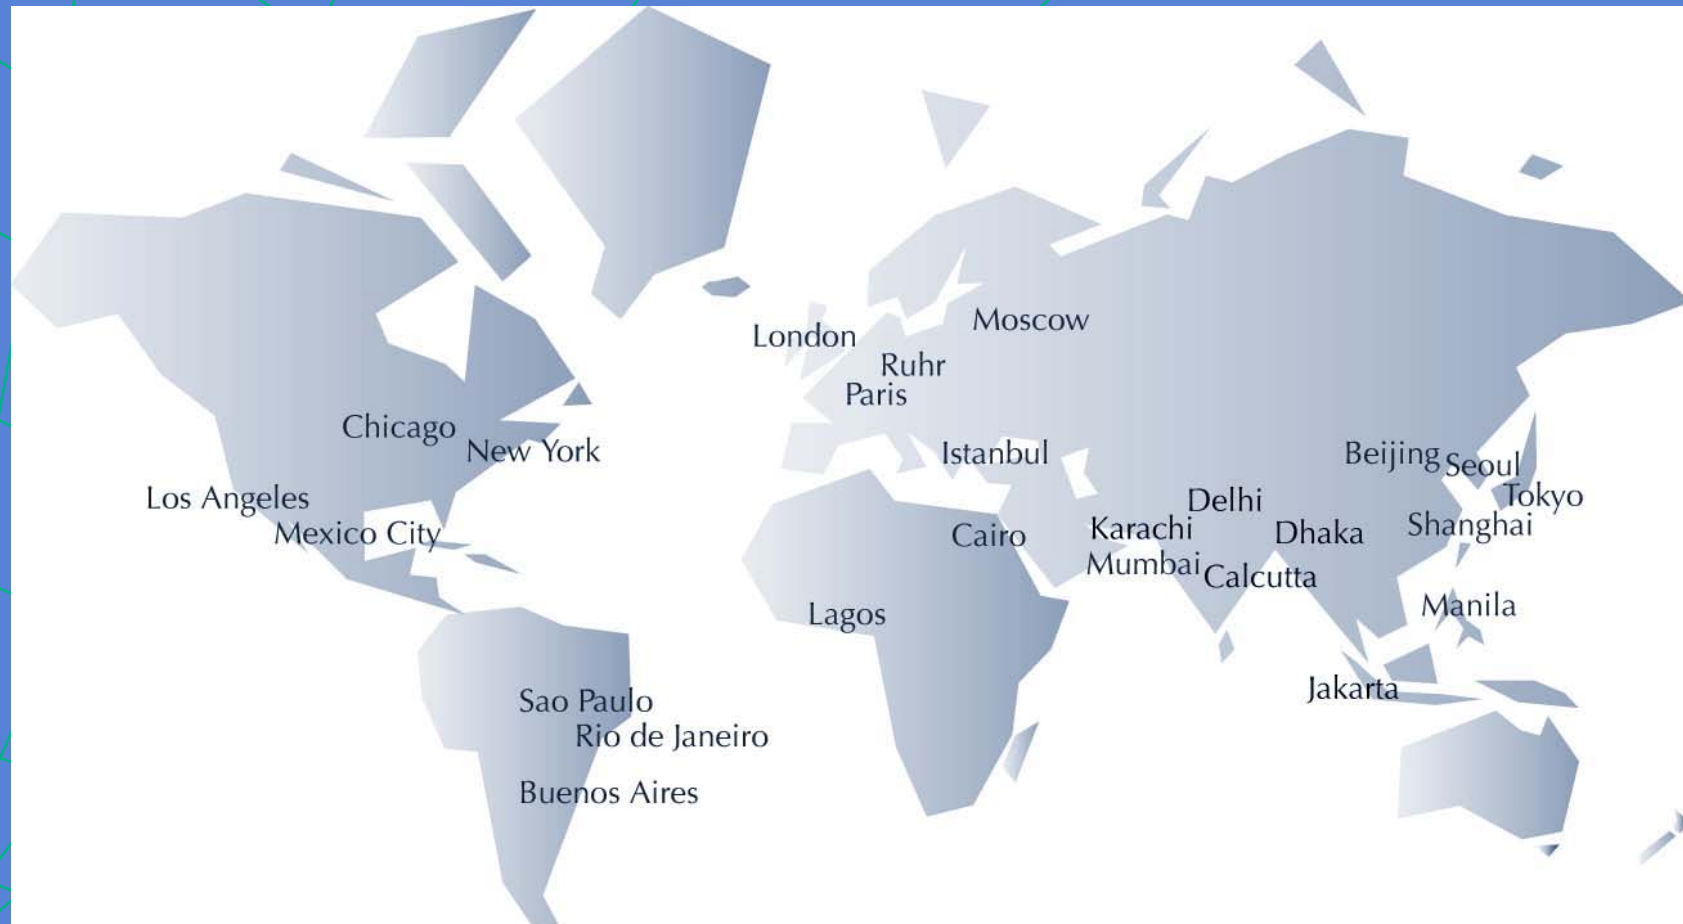 Moscow
London
Ruhr
Paris
Chicago
New York
Istanbul
Beijing
Seoul
Los Angeles
Delhi
Tokyo
Mexico City
Cairo
Karachi
Dhaka
Shanghai
Mumbai
Calcutta
Lagos
Manila
Jakarta
Sao Paulo
Rio de Janeiro
Buenos Aires